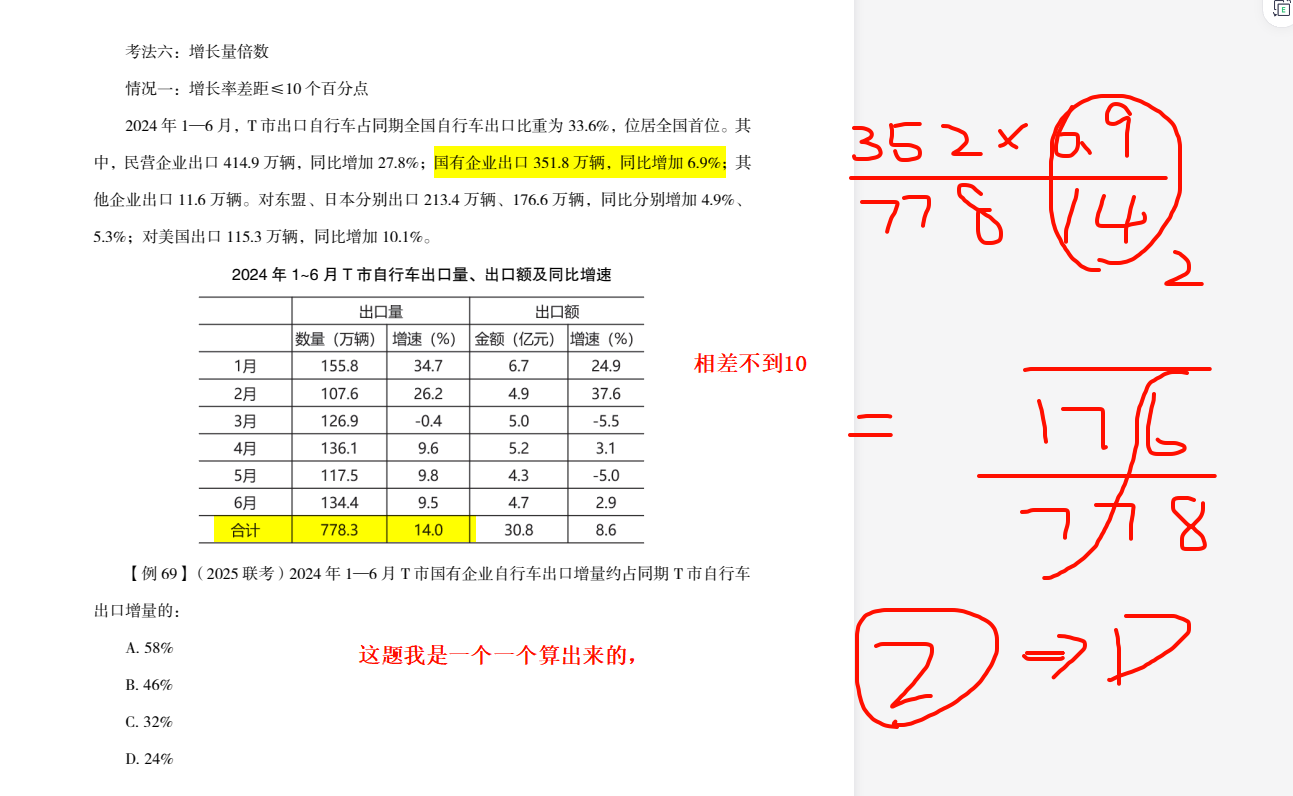 考法六：增长量倍数
情况一：增长率差距≤10 个百分点
2024 年 1—6 月，T 市出口自行车占同期全国自行车出口比重为 33.6%，位居全国首位。其
中，民营企业出口 414.9 万辆，同比增加 27.8%；国有企业出口 351.8 万辆，同比增加 6.9%；其
他企业出口 11.6 万辆。对东盟、日本分别出口 213.4 万辆、176.6 万辆，同比分别增加 4.9%、
5.3%；对美国出口 115.3 万辆，同比增加 10.1%。
2024 年 1~6 月 T 市自行车出口量、出口额及同比增速
出口量 出口额
数量（万辆） 增速（%） 金额（亿元） 增速（%）
1月 155.8 34.7 6.7 24.9
2月 107.6 26.2 4.9 37.6
3月 126.9 -0.4 5.0 -5.5
4月 136.1 9.6 5.2 3.1
5月 117.5 9.8 4.3 -5.0
6月 134.4 9.5 4.7 2.9
合计 778.3 14.0 30.8 8.6
相差不到10
【例 69】（2025 联考）2024 年 1—6 月 T 市国有企业自行车出口增量约占同期 T 市自行车
出口增量的：
A. 58%
B. 46%
C. 32%
D. 24%
这题我是一个一个算出来的，
352×6.9
778 14
2
= 176
778
2 ⇒ D